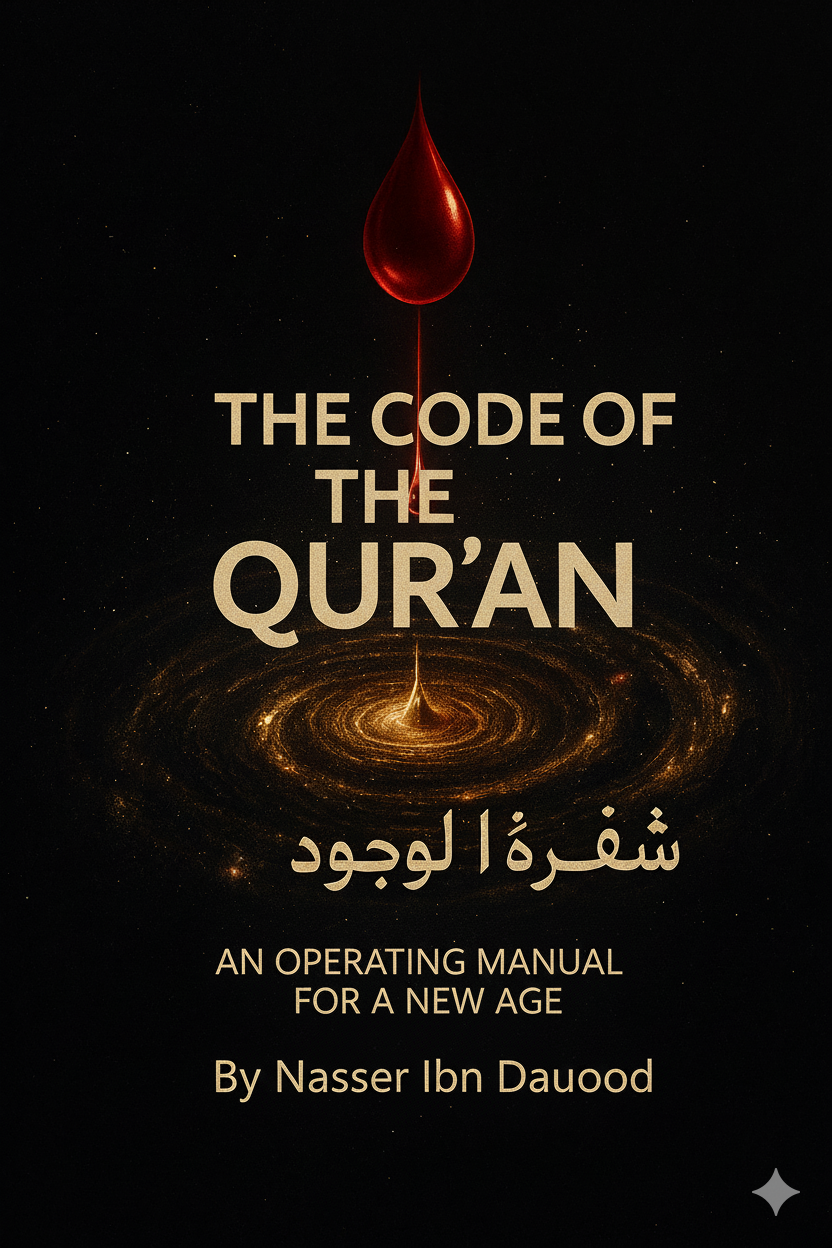 THE CODE OF
THE
QUR’AN
شفرة ا لوجود
AN OPERATING MANUAL
FOR A NEW AGE
By Nasser Ibn Dauood